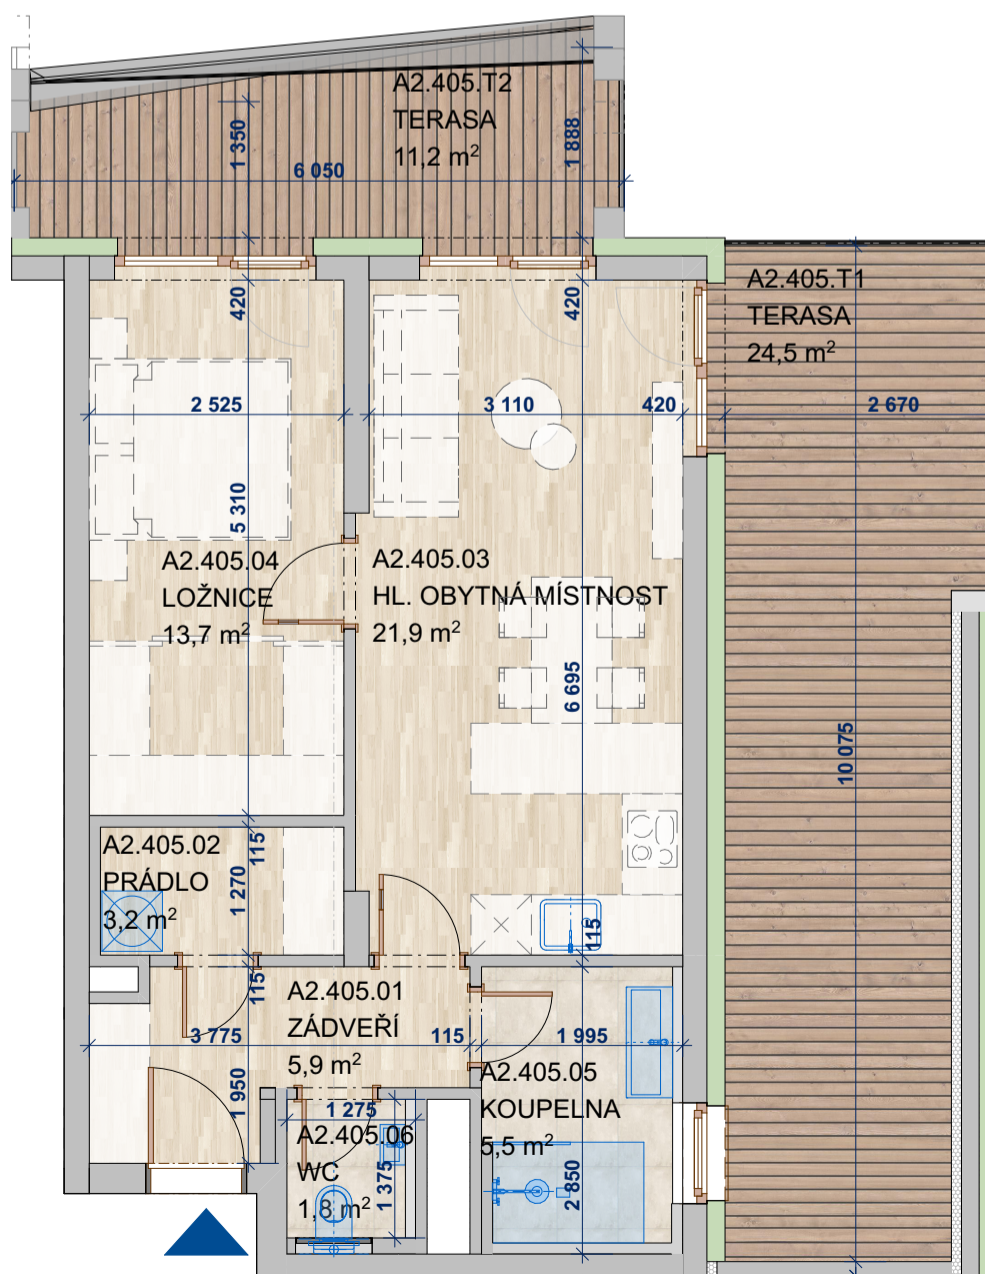 A2.405.T2
TERASA
11,2 m²
1 350
1 888
6 050
420
420
A2.405.T1
TERASA
24,5 m²
2 525
3 110
420
2 670
5 310
A2.405.04
LOŽNICE
13,7 m²
A2.405.03
HL. OBYTNÁ MÍSTNOST
21,9 m²
6 695
10 075
A2.405.02
PRÁDLO
3,2 m²
115
1 270
115
115
A2.405.01
ZÁDVEŘÍ
5,9 m²
3 775
115
1 995
1 950
A2.405.05
KOUPELNA
5,5 m²
1 275
A2.405.06
WC
1,8 m²
1 375
2 850